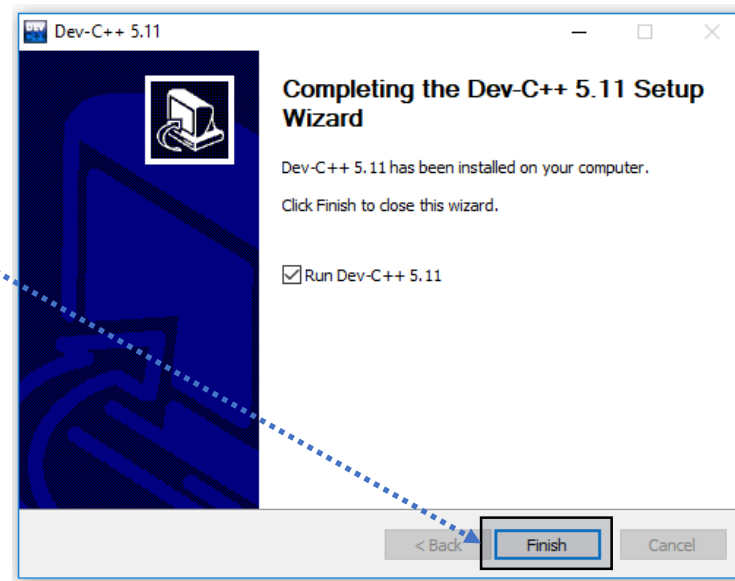 Dev-C++ 5.11
Completing the Dev-C++ 5.11 Setup
Wizard
Dev-C++ 5.11 has been installed on your computer.
Click Finish to close this wizard.
Run Dev-C++ 5.11
< Back Finish Cancel